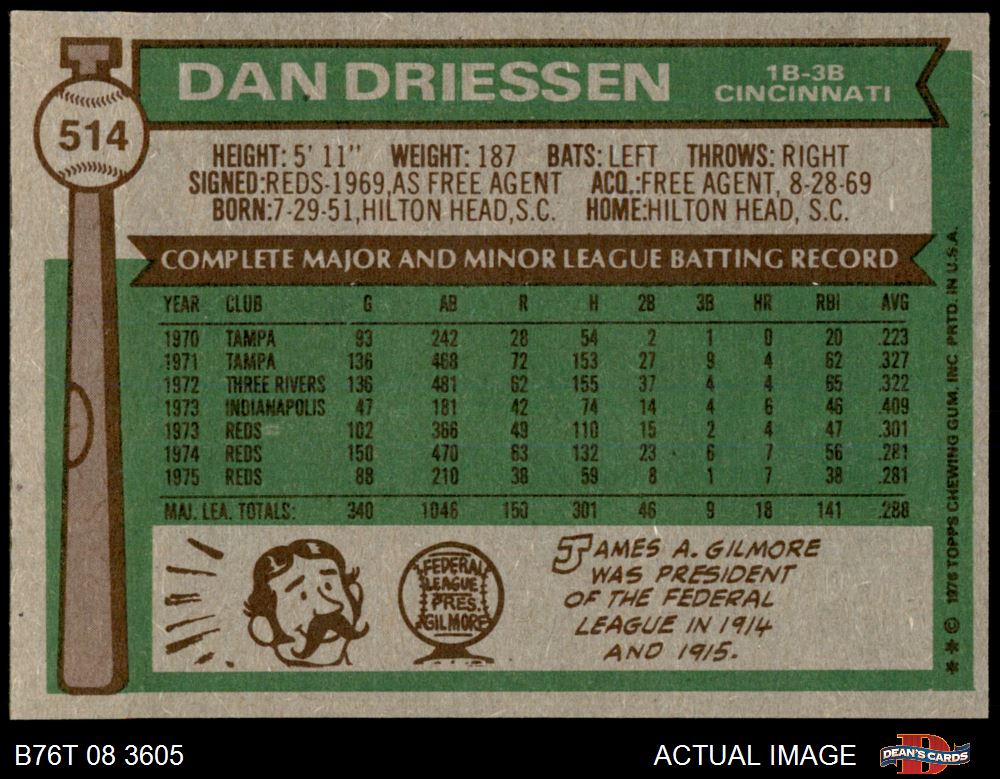 DAN DRIESSEN
1B-3B
CINCINNATI
514
HEIGHT: 5' 11" WEIGHT: 187 BATS: LEFT THROWS: RIGHT
SIGNED:REDS-1969,AS FREE AGENT ACQ.:FREE AGENT, 8-28-69
BORN:7-29-51,HILTON HEAD,S.C. HOME:HILTON HEAD, S.C.
COMPLETE MAJOR AND MINOR LEAGUE BATTING RECORD
YEAR CLUB G AB R H 2B 3B HR RBI AVG
1970 TAMPA 93 242 28 54 2 1 0 20 .223
1971 TAMPA 136 468 72 153 27 9 4 62 .327
1972 THREE RIVERS 136 481 62 155 37 4 4 65 .322
1973 INDIANAPOLIS 47 181 42 74 14 4 6 46 .409
1973 REDS 102 366 49 110 15 2 4 47 .301
1974 REDS 150 470 63 132 23 6 7 56 .281
1975 REDS 88 210 38 59 8 1 7 38 .281
MAJ. LEA. TOTALS: 340 1046 150 301 46 9 18 141 .288
FEDERAL
LEAGUE
PRES.
GILMORE
JAMES A. GILMORE
WAS PRESIDENT
OF THE FEDERAL
LEAGUE IN 1914
AND 1915.
** © 1976 TOPPS CHEWING GUM, INC. PRTD. IN U.S.A.
B76T 08 3605
ACTUAL IMAGE
DEAN'S CARDS